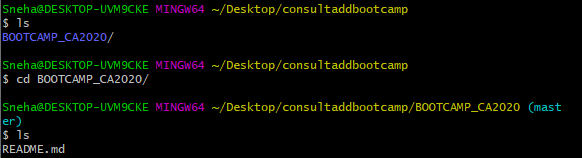 Sneha@DESKTOP-UVM9CKE MINGW64 ~/Desktop/consultaddbootcamp
$ ls
BOOTCAMP_CA2020/
Sneha@DESKTOP-UVM9CKE MINGW64 ~/Desktop/consultaddbootcamp
$ cd BOOTCAMP_CA2020/
Sneha@DESKTOP-UVM9CKE MINGW64 ~/Desktop/consultaddbootcamp/BOOTCAMP_CA2020 (mast
er)
$ ls
README.md